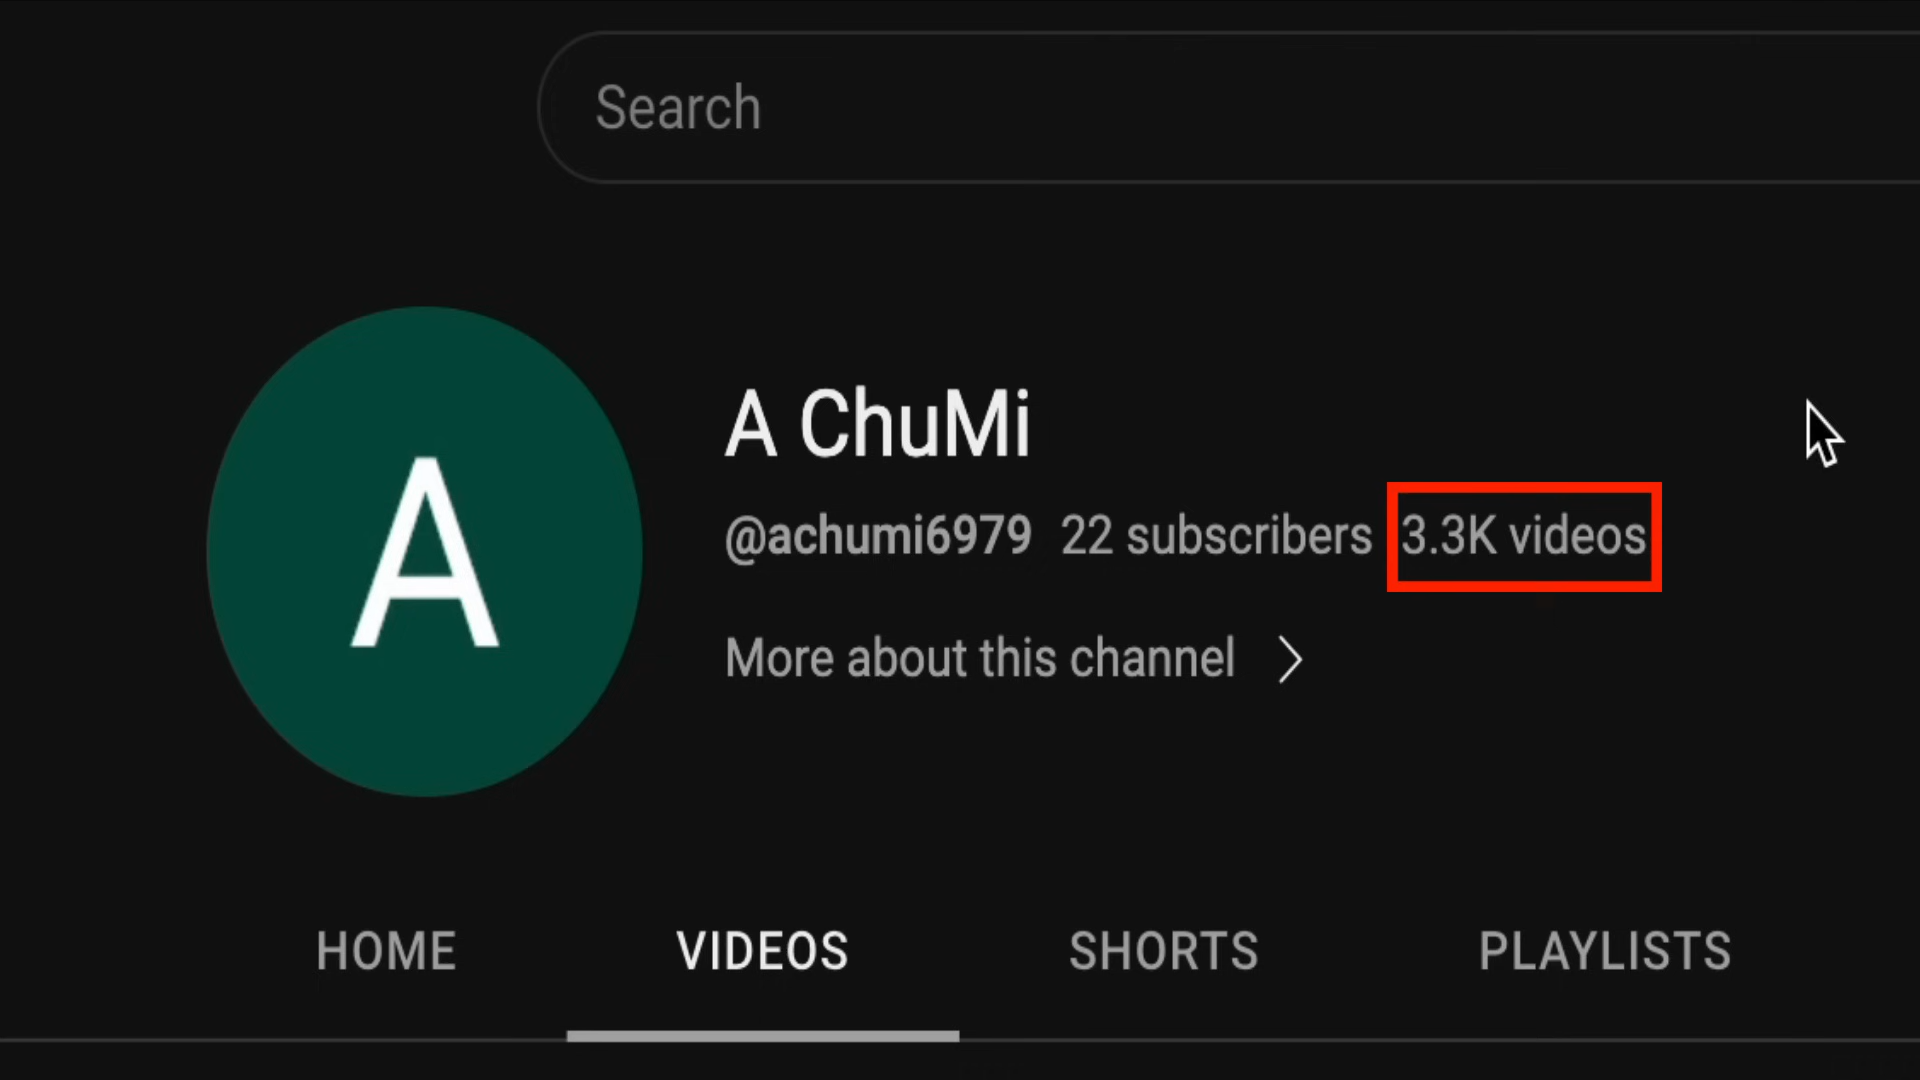 Search
A
A ChuMi
@achumi6979 22 subscribers 3.3K videos
More about this channel
HOME VIDEOS SHORTS PLAYLISTS